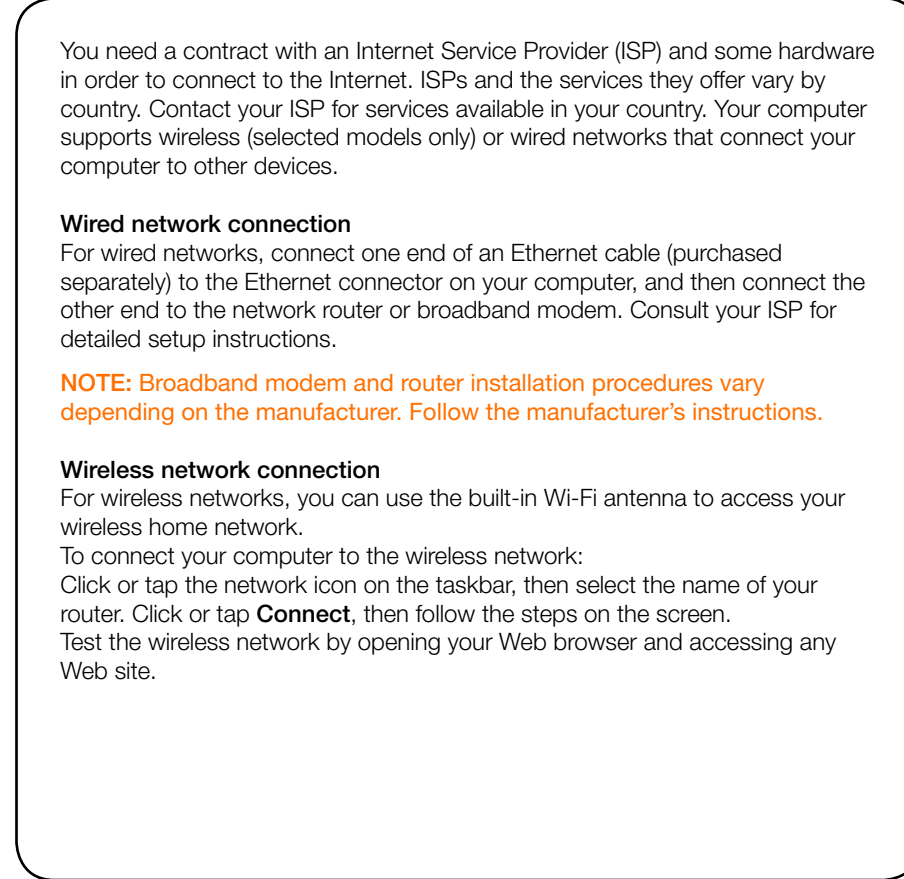 You need a contract with an Internet Service Provider (ISP) and some hardware
in order to connect to the Internet. ISPs and the services they offer vary by
country. Contact your ISP for services available in your country. Your computer
supports wireless (selected models only) or wired networks that connect your
computer to other devices.
Wired network connection
For wired networks, connect one end of an Ethernet cable (purchased
separately) to the Ethernet connector on your computer, and then connect the
other end to the network router or broadband modem. Consult your ISP for
detailed setup instructions.
NOTE: Broadband modem and router installation procedures vary
depending on the manufacturer. Follow the manufacturer’s instructions.
Wireless network connection
For wireless networks, you can use the built-in Wi-Fi antenna to access your
wireless home network.
To connect your computer to the wireless network:
Click or tap the network icon on the taskbar, then select the name of your
router. Click or tap Connect, then follow the steps on the screen.
Test the wireless network by opening your Web browser and accessing any
Web site.